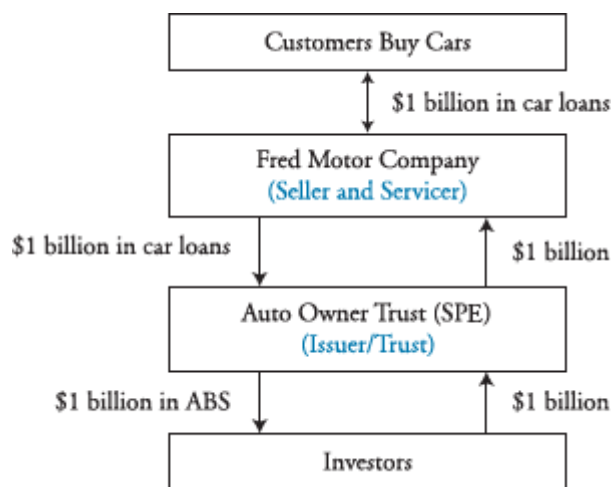 Customers Buy Cars
$1 billion in car loans
Fred Motor Company
(Seller and Servicer)
$1 billion in car loans
$1 billion
Auto Owner Trust (SPE)
(Issuer/Trust)
$1 billion in ABS
$1 billion
Investors